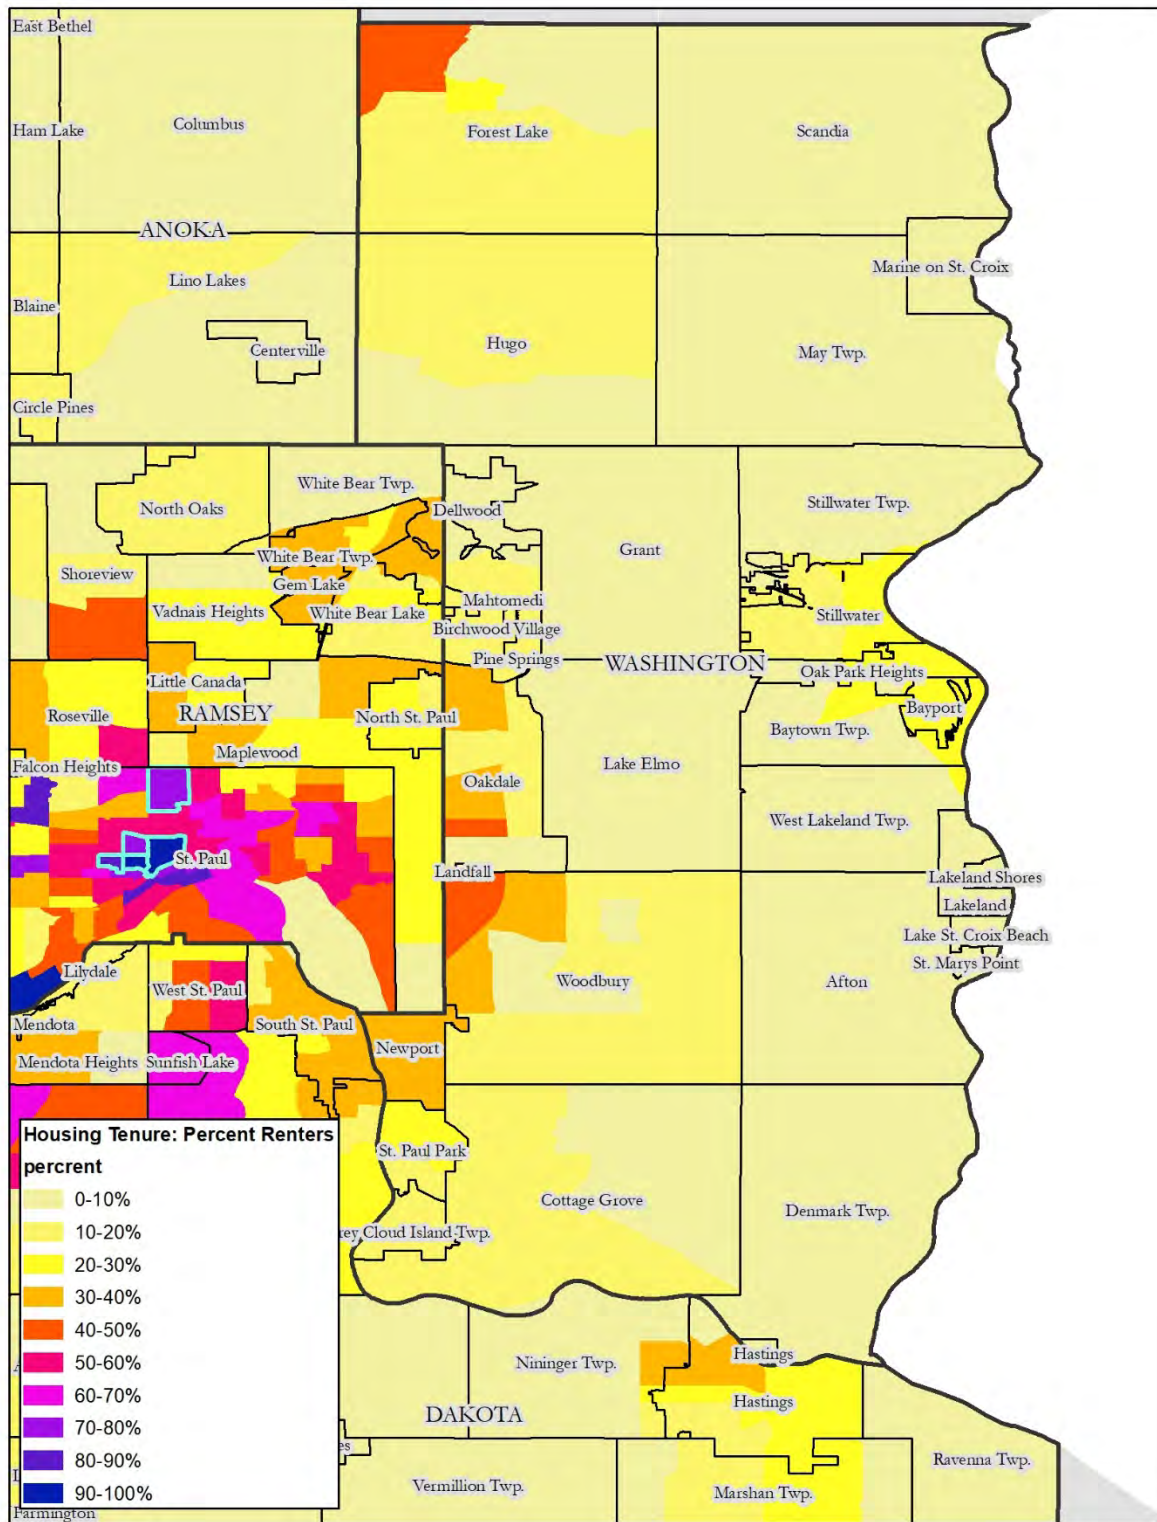 East Bethel
Columbus
Ham Lake
Forest Lake
Scandia
ANOKA
Marine on St. Croix
Lino Lakes
Blaine
Hugo
Centerville
May Twp.
Circle Pines
White Bear Twp.
North Oaks
Dellwood
Stillwater Twp.
Grant
White Bear Twp.
Shoreview
Gem Lake
Mahtomedi
Vadnais Heights
White Bear Lake
Stillwater
Birchwood Village
Pine Springs
WASHINGTON
Oak Park Heights
Little Canada
Roseville
RAMSEY
North St. Paul
Bayport
Baytown Twp.
Maplewood
Falcon Heights
Oakdale
Lake Elmo
West Lakeland Twp.
St. Paul
Landfall
Lakeland Shores
Lakeland
Lake St. Croix Beach
St. Marys Point
Lilydale
West St. Paul
Woodbury
Afton
Mendota
South St. Paul
Newport
Mendota Heights
Sunfish Lake
Housing Tenure: Percent Renters
percrent
0-10%
10-20%
20-30%
30-40%
40-50%
50-60%
60-70%
70-80%
80-90%
90-100%
St. Paul Park
Cottage Grove
Denmark Twp.
rey Cloud Island Twp.
Nininger Twp.
Hastings
Hastings
DAKOTA
es
Vermillion Twp.
Marshan Twp.
Ravenna Twp.
Farmington